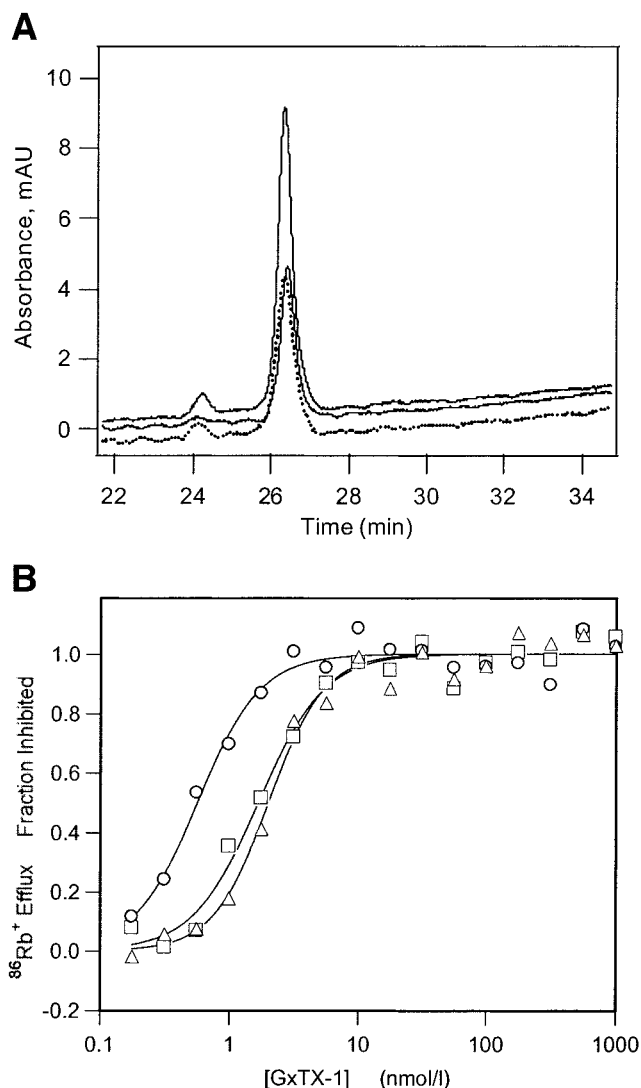 A
10
8
6
4
2
0
Absorbance, mAU
22 24 26 28 30 32 34
Time (min)
B
1.0
0.8
0.6
0.4
0.2
0.0
-0.2
⁸⁶Rb⁺ Efflux Fraction Inhibited
0.1 1 10 100 1000
[GxTX-1] (nmol/l)